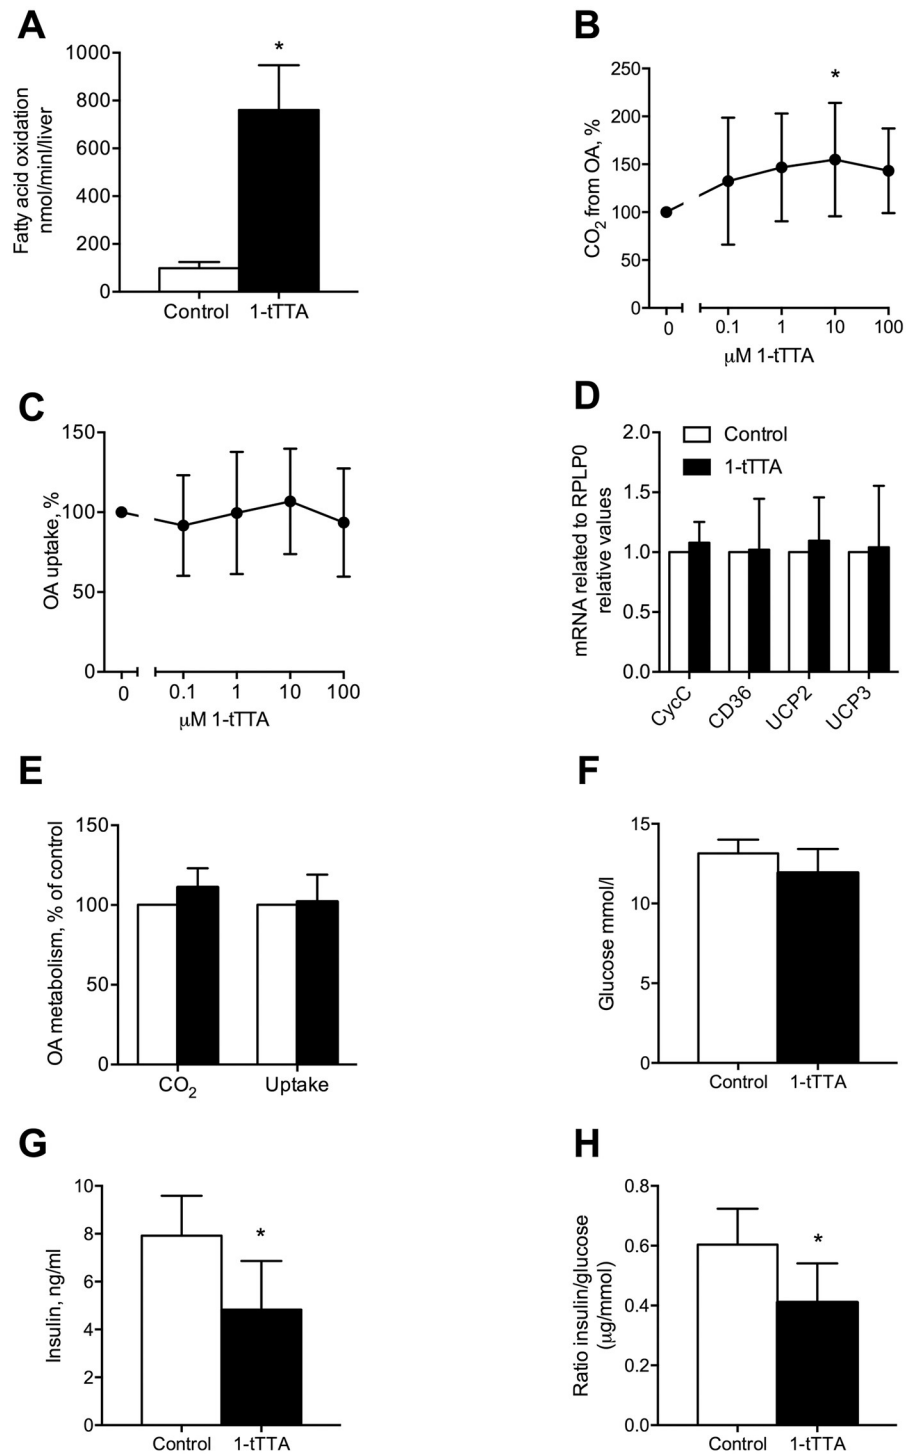 A
Fatty acid oxidation
nmol/minl/liver
1000
*
800
600
400
200
0
Control 1-tTTA
B
CO2 from OA, %
250
*
200
150
100
50
0
0 0.1 1 10 100
μM 1-tTTA
C
OA uptake, %
150
100
50
0
0 0.1 1 10 100
μM 1-tTTA
D
mRNA related to RPLP0
relative values
2.0
Control
1-tTTA
1.5
1.0
0.5
0.0
CycC CD36 UCP2 UCP3
E
OA metabolism, % of control
150
100
50
0
CO2 Uptake
F
Glucose mmol/l
15
10
5
0
Control 1-tTTA
G
Insulin, ng/ml
10
8
*
6
4
2
0
Control 1-tTTA
H
Ratio insulin/glucose
(μg/mmol)
0.8
0.6
*
0.4
0.2
0.0
Control 1-tTTA